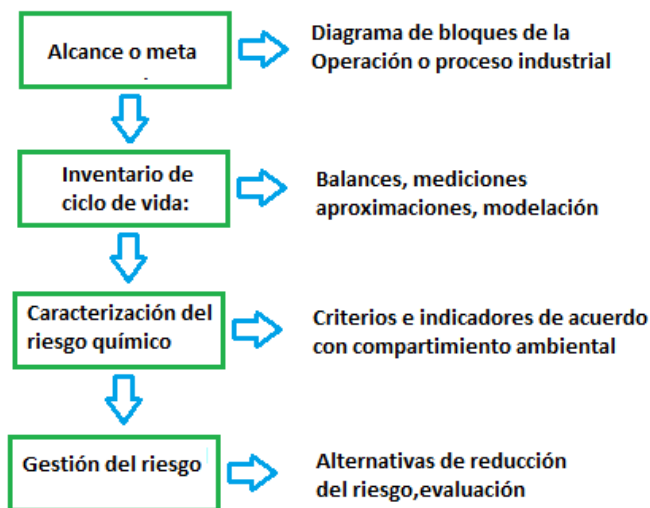 Alcance o meta
Diagrama de bloques de la
Operación o proceso industrial
Inventario de
ciclo de vida:
Balances, mediciones
aproximaciones, modelación
Caracterización del
riesgo químico
Criterios e indicadores de acuerdo
con compartimiento ambiental
Gestión del riesgo
Alternativas de reducción
del riesgo,evaluación